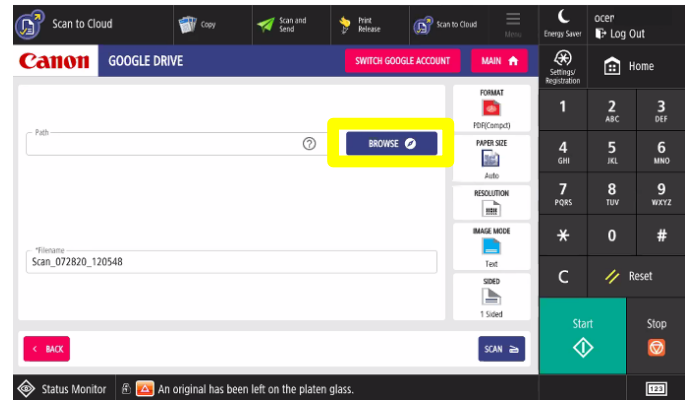 Scan to Cloud
Copy
Scan and Send
Print Release
Scan to Cloud
Menu
Energy Saver
ocer
Log Out
Canon
GOOGLE DRIVE
SWITCH GOOGLE ACCOUNT
MAIN
Settings/
Registration
Home
Path
?
BROWSE
*Filename
Scan_072820_120548
FORMAT
PDF(Compct)
PAPER SIZE
Auto
RESOLUTION
IMAGE MODE
Text
SIDED
1 Sided
1
2 ABC
3 DEF
4 GHI
5 JKL
6 MNO
7 PQRS
8 TUV
9 WXYZ
*
0
#
C
Reset
Start
Stop
< BACK
SCAN
Status Monitor
An original has been left on the platen glass.
123